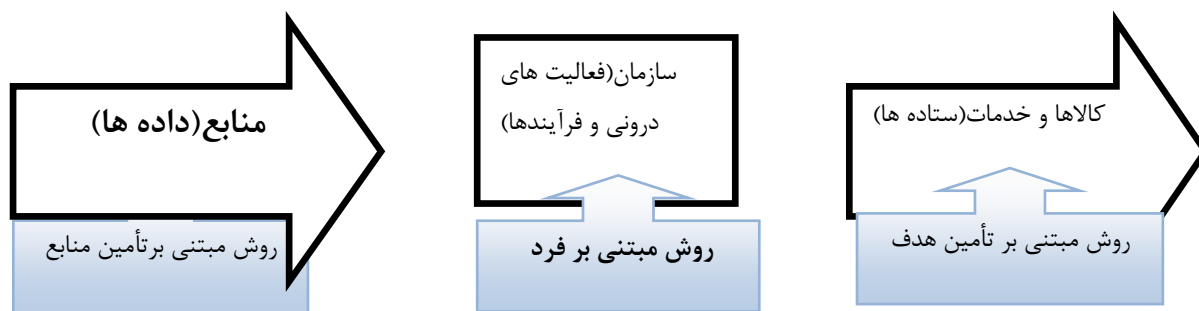 منابع(داده ها)
روش مبتنی برتأمین منابع
سازمان(فعالیت های
درونی و فرآیندها)
روش مبتنی بر فرد
کالاها و خدمات(ستاده ها)
روش مبتنی بر تأمین هدف